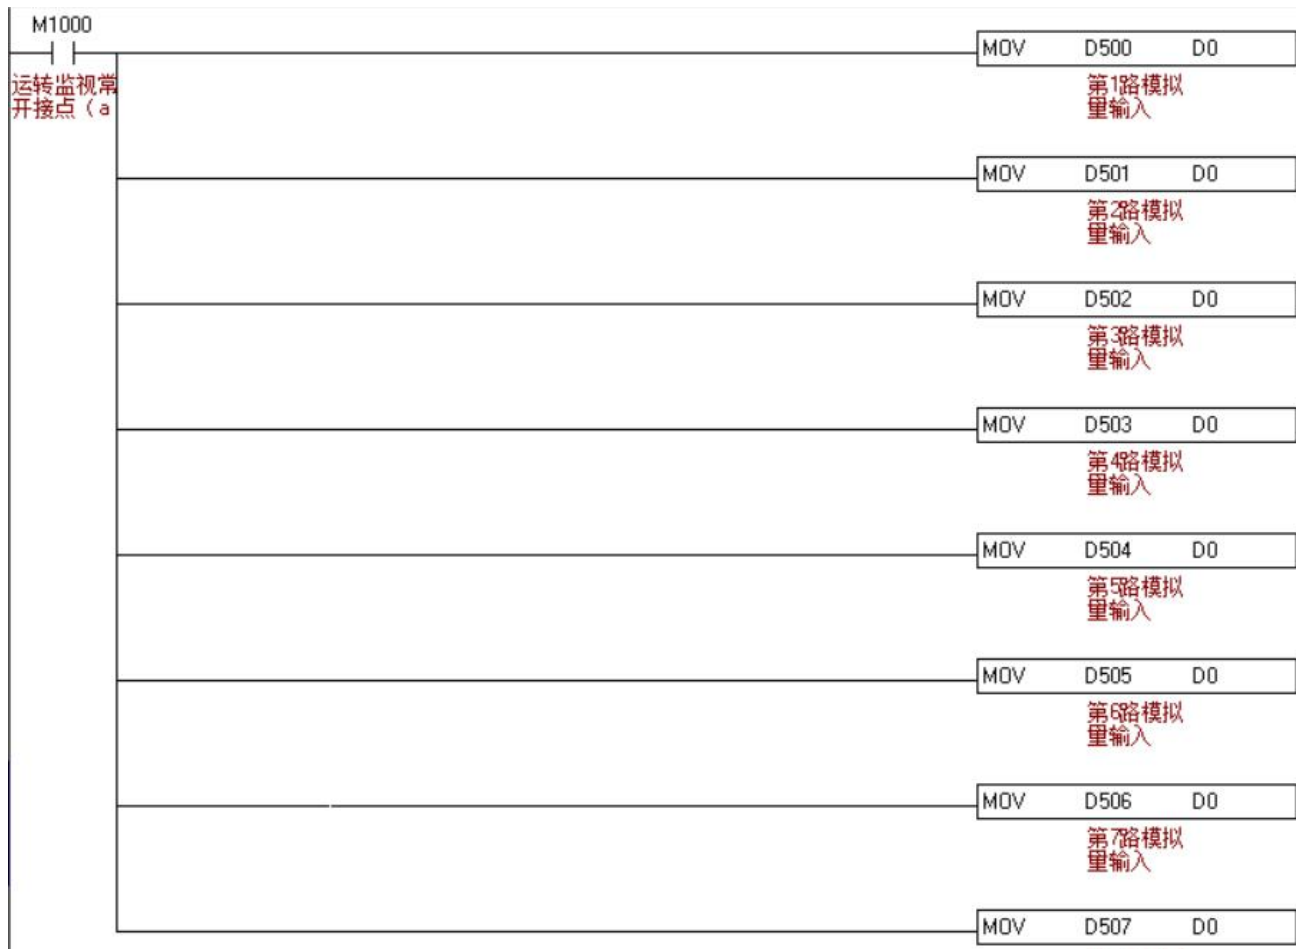 M1000
运转监视常
开接点（a
MOV D500 D0
第1路模拟
量输入
MOV D501 D0
第2路模拟
量输入
MOV D502 D0
第3路模拟
量输入
MOV D503 D0
第4路模拟
量输入
MOV D504 D0
第5路模拟
量输入
MOV D505 D0
第6路模拟
量输入
MOV D506 D0
第7路模拟
量输入
MOV D507 D0